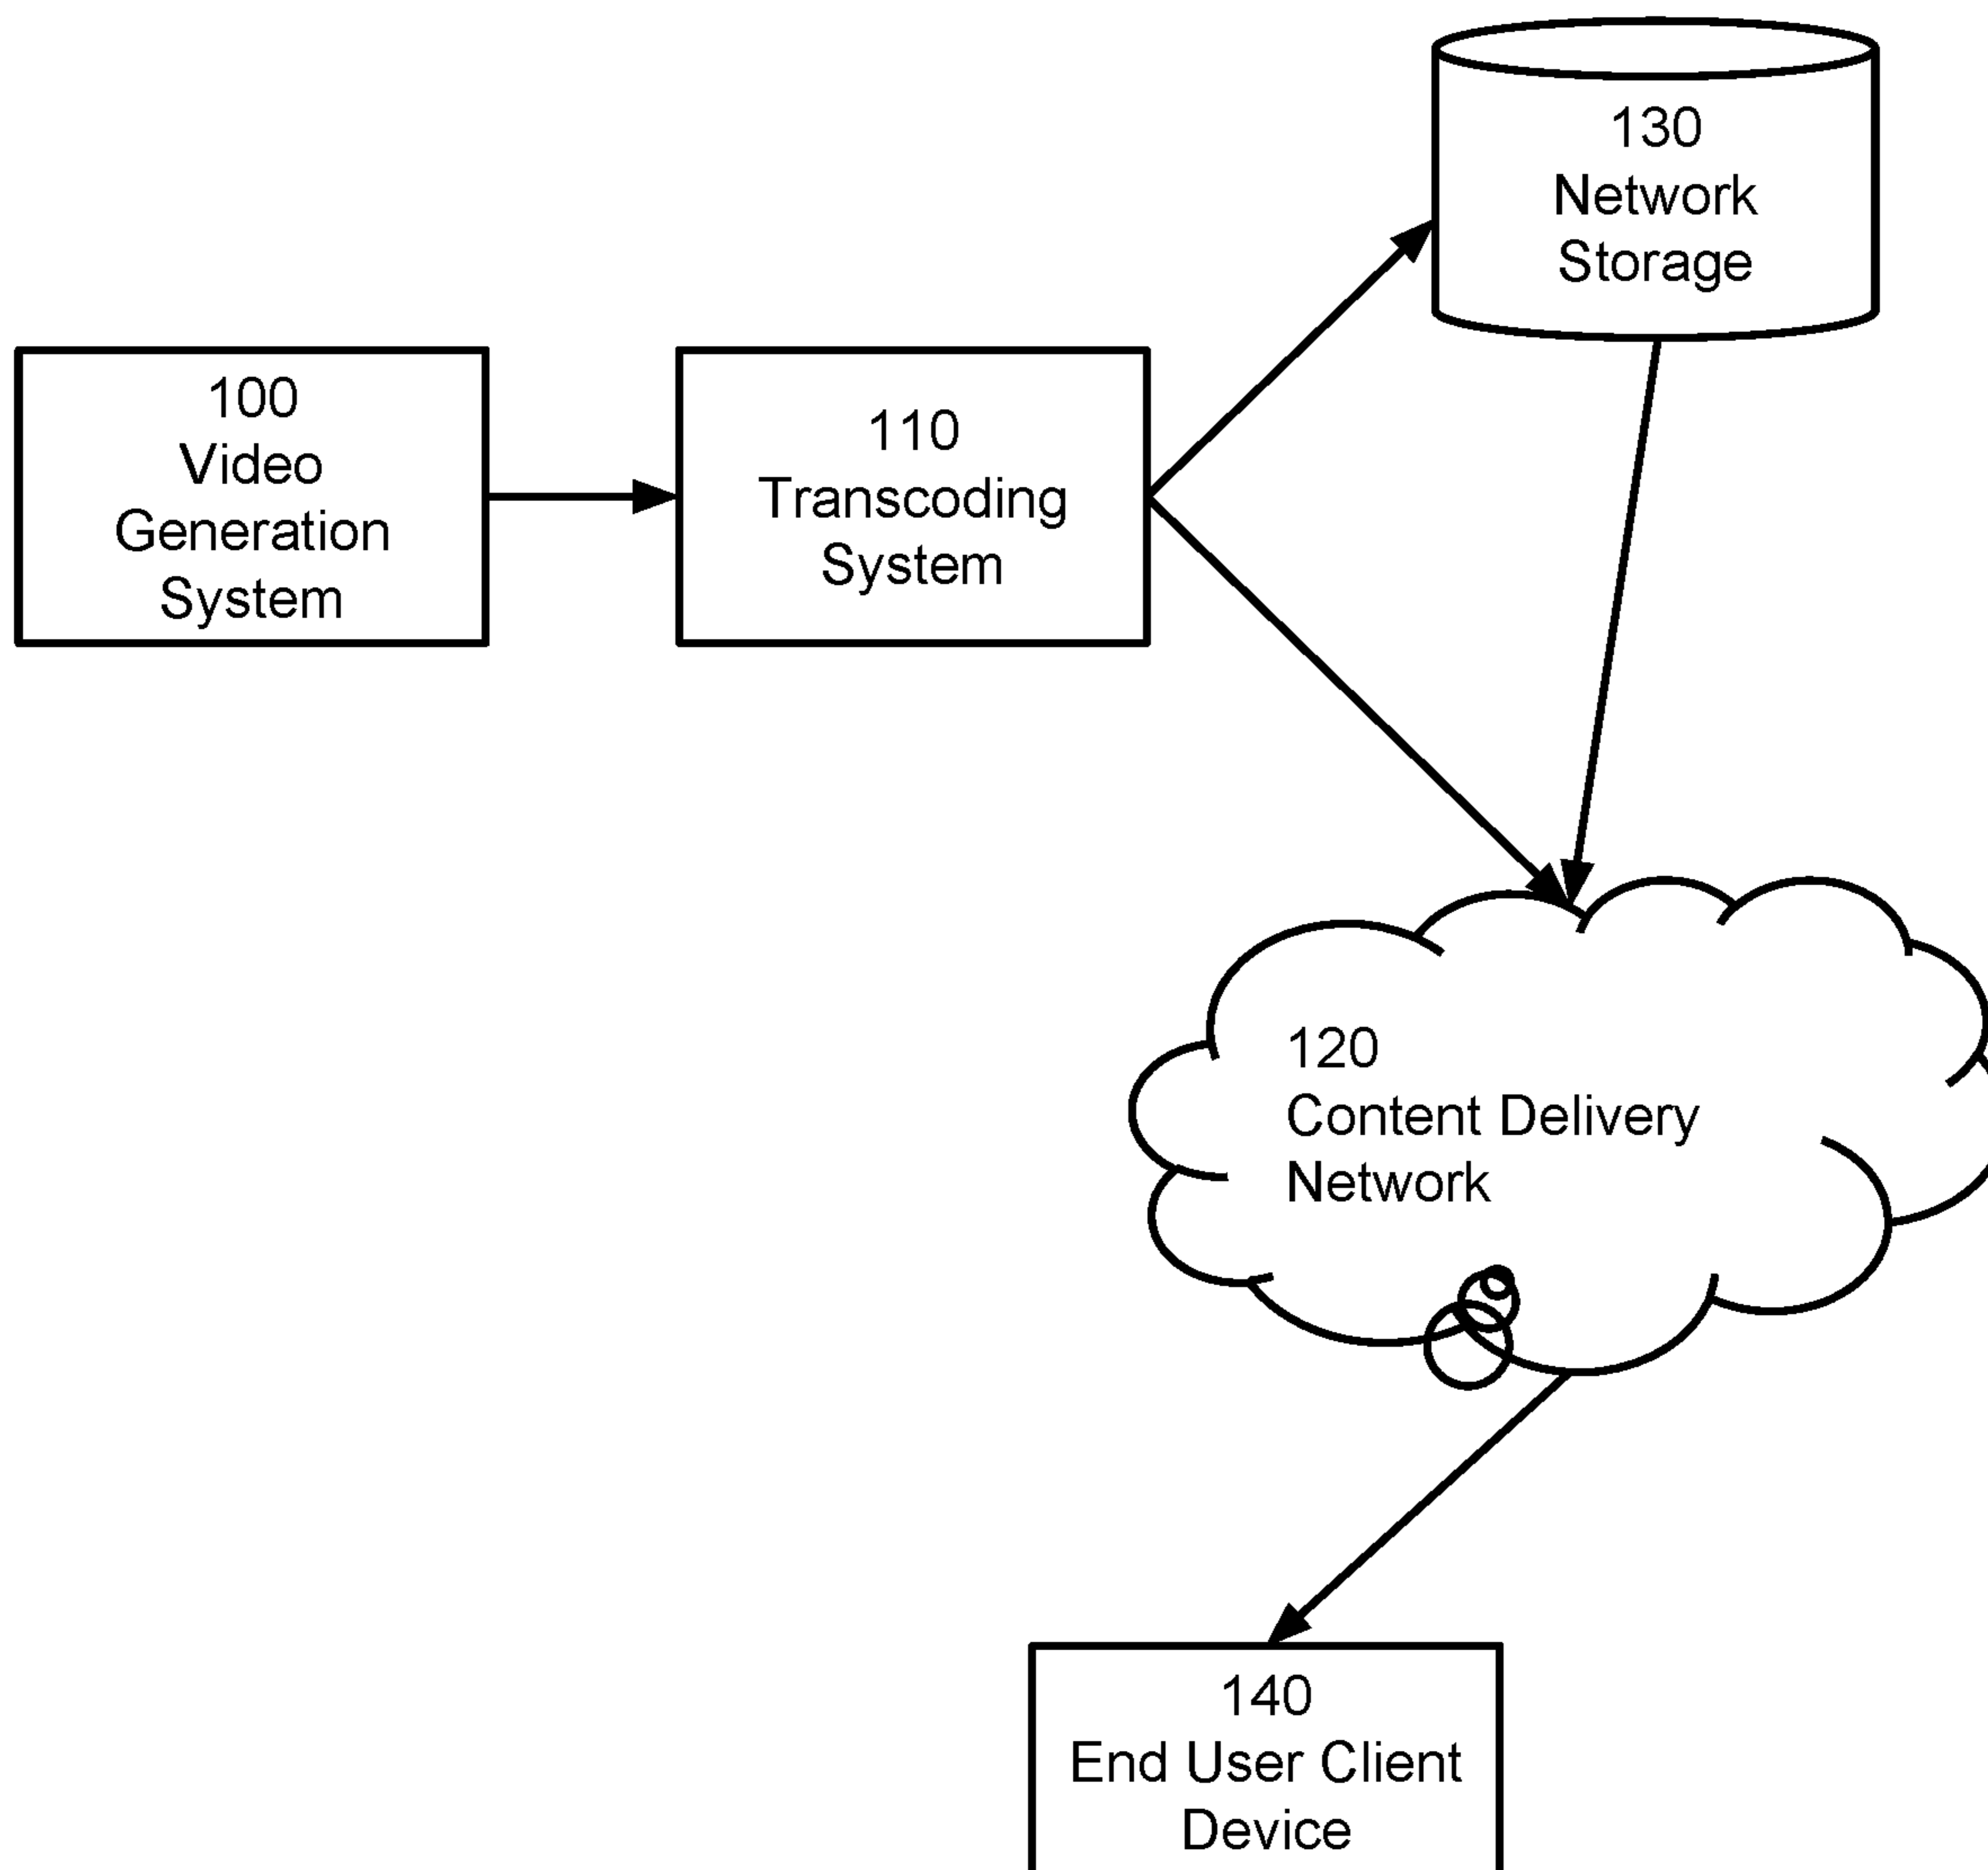 130
Network
Storage
100
Video
Generation
System
110
Transcoding
System
120
Content Delivery
Network
140
End User Client
Device